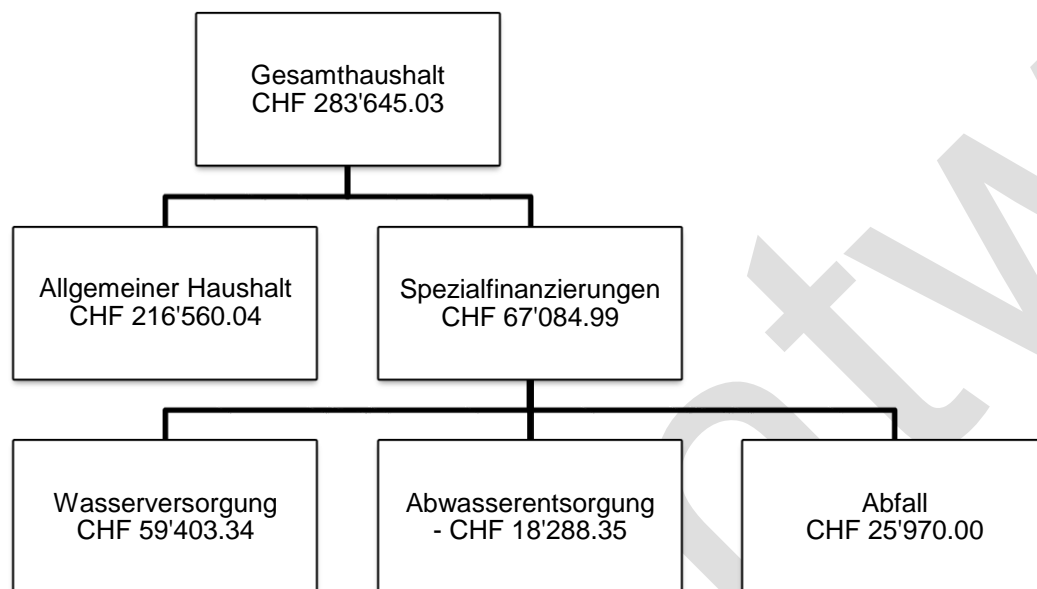 Gesamthaushalt
CHF 283'645.03
Allgemeiner Haushalt
CHF 216'560.04
Spezialfinanzierungen
CHF 67'084.99
Wasserversorgung
CHF 59'403.34
Abwasserentsorgung
- CHF 18'288.35
Abfall
CHF 25'970.00